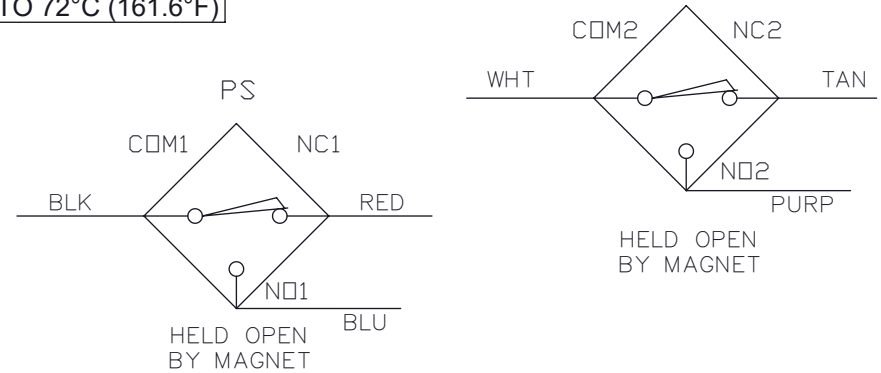 TO 72°C (161.6°F)
PS
COM1
NC1
BLK
RED
NO1
BLU
HELD OPEN
BY MAGNET
COM2
NC2
WHT
TAN
NO2
PURP
HELD OPEN
BY MAGNET